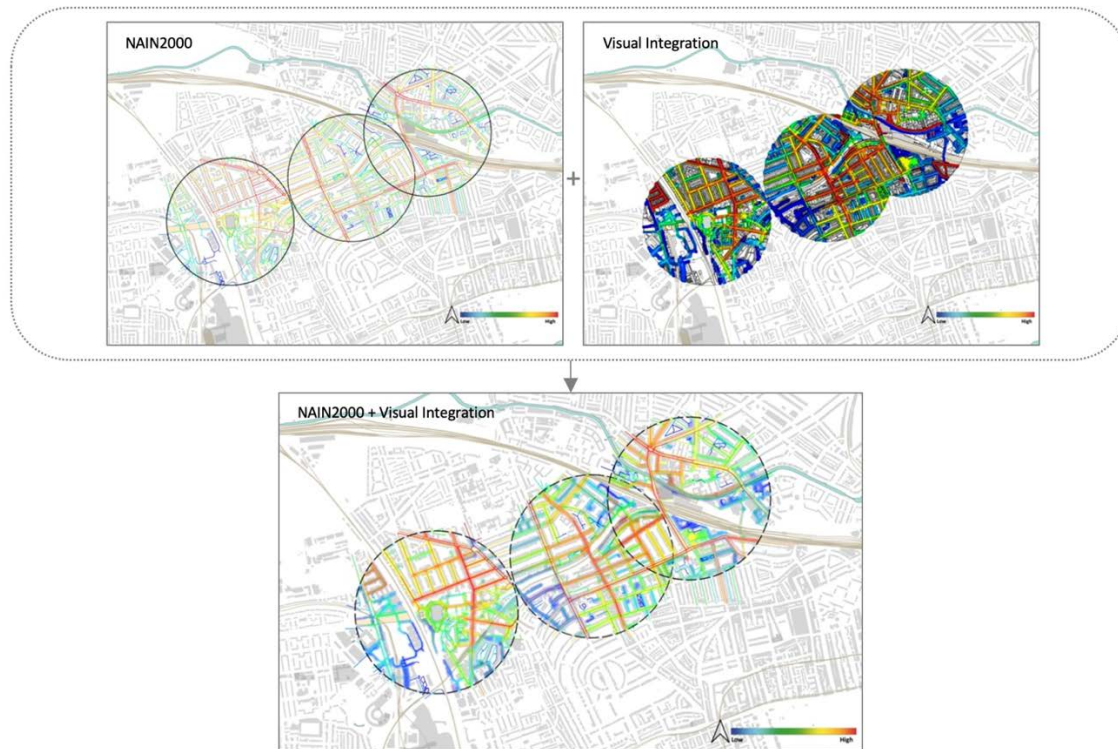 NAIN2000
Low
High
+
Visual Integration
Low
High
NAIN2000 + Visual Integration
Low
High